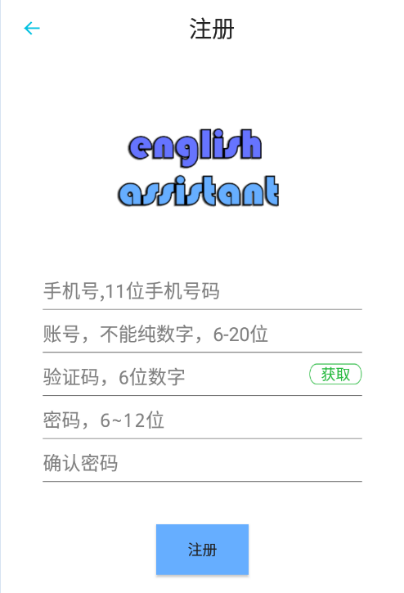 注册
english
assistant
手机号,11位手机号码
账号，不能纯数字，6-20位
验证码，6位数字 获取
密码，6~12位
确认密码
注册